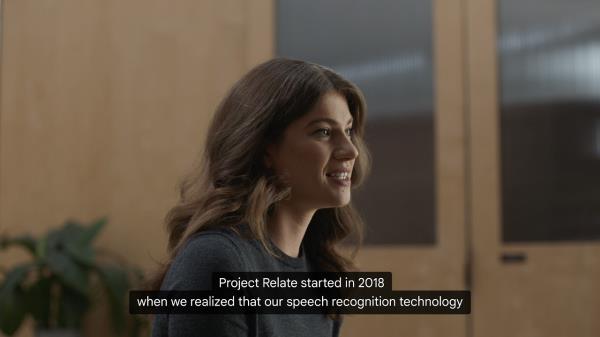 Project Relate started in 2018
when we realized that our speech recognition technology